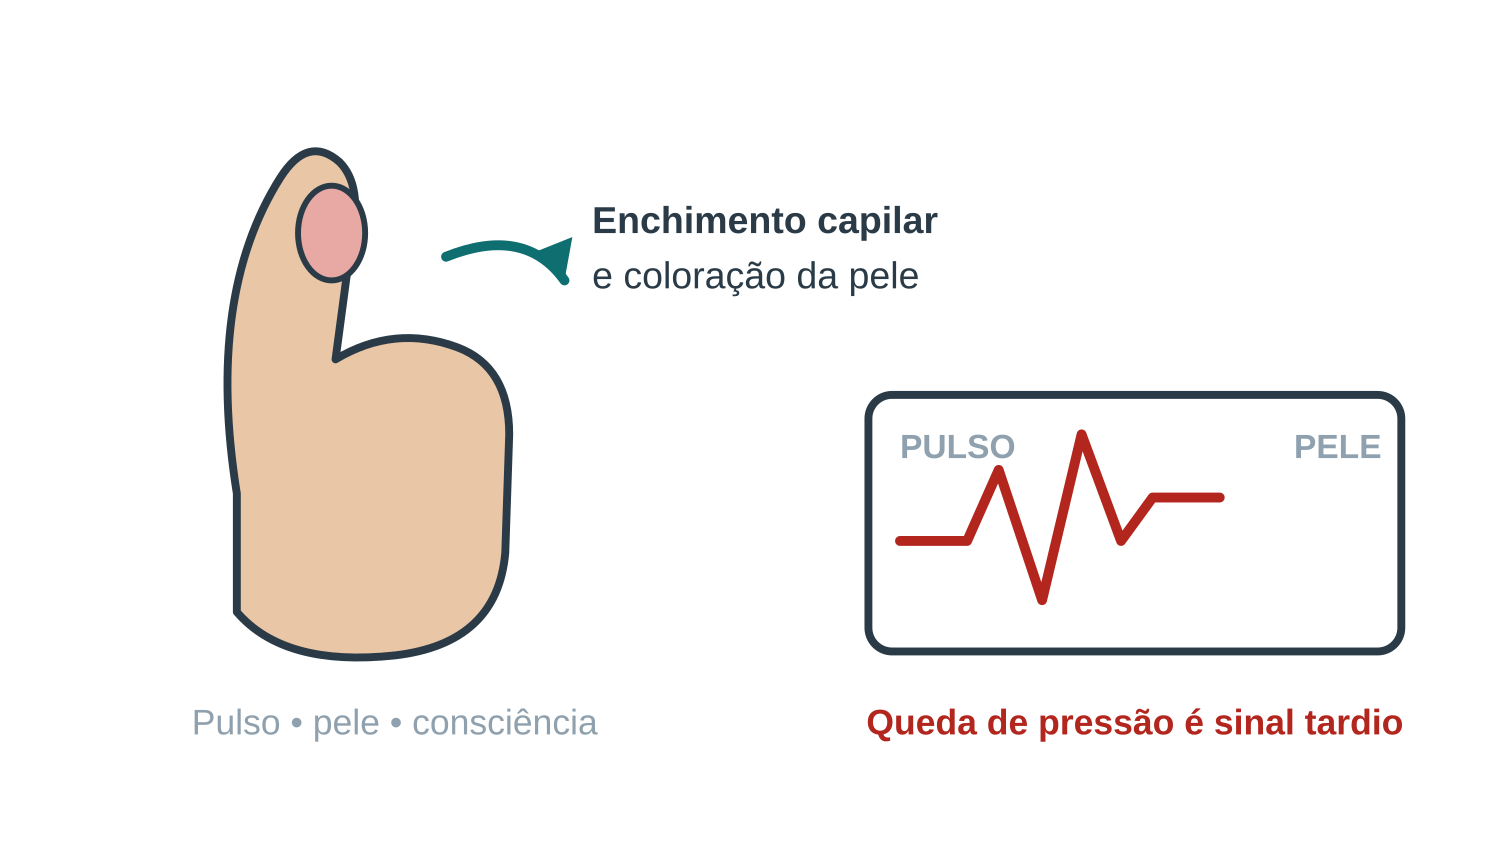 Enchimento capilar
e coloração da pele
PULSO
PELE
Pulso • pele • consciência
Queda de pressão é sinal tardio